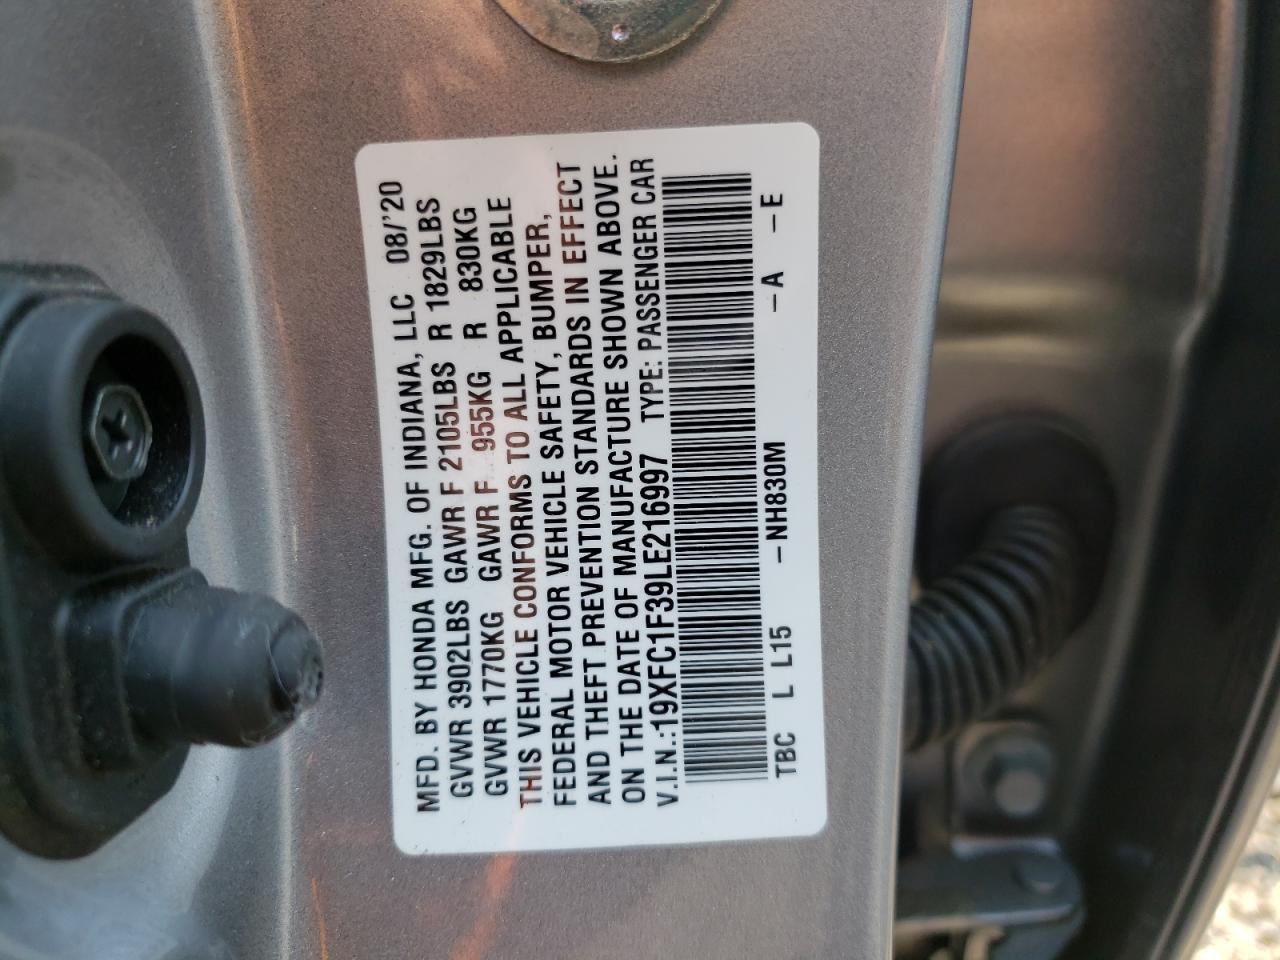 MFD. BY HONDA MFG. OF INDIANA, LLC 08/'20
GVWR 3902LBS GAWR F 2105LBS R 1829LBS
GVWR 1770KG GAWR F 955KG R 830KG
THIS VEHICLE CONFORMS TO ALL APPLICABLE
FEDERAL MOTOR VEHICLE SAFETY, BUMPER,
AND THEFT PREVENTION STANDARDS IN EFFECT
ON THE DATE OF MANUFACTURE SHOWN ABOVE.
V.I.N.:19XFC1F39LE216997 TYPE: PASSENGER CAR
TBC L L15 -NH830M -A -E